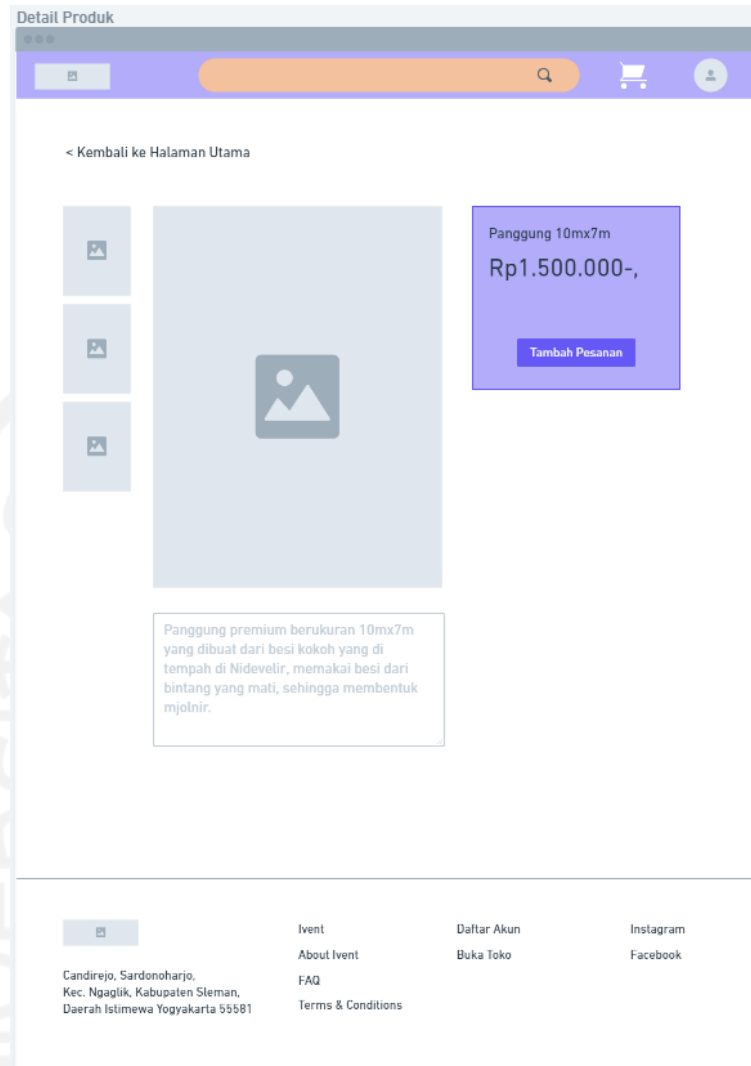 Detail Produk
< Kembali ke Halaman Utama
Panggung 10mx7m
Rp1.500.000-,
Tambah Pesanan
Panggung premium berukuran 10mx7m
yang dibuat dari besi kokoh yang di
tempah di Nidevelir, memakai besi dari
bintang yang mati, sehingga membentuk
mjolnir.
Candirejo, Sardonoharjo,
Kec. Ngaglik, Kabupaten Sleman,
Daerah Istimewa Yogyakarta 55581
Ivent
About Ivent
FAQ
Terms & Conditions
Daftar Akun
Buka Toko
Instagram
Facebook